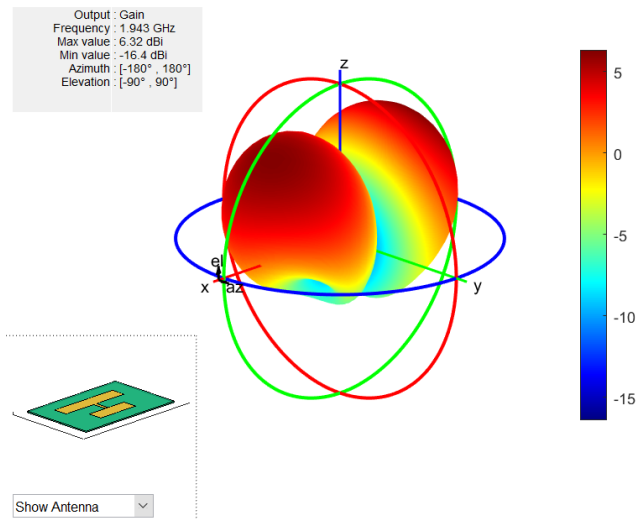 Output : Gain
Frequency : 1.943 GHz
Max value : 6.32 dBi
Min value : -16.4 dBi
Azimuth : [-180° , 180°]
Elevation : [-90° , 90°]
z
5
0
-5
-10
-15
el
x
az
y
Show Antenna